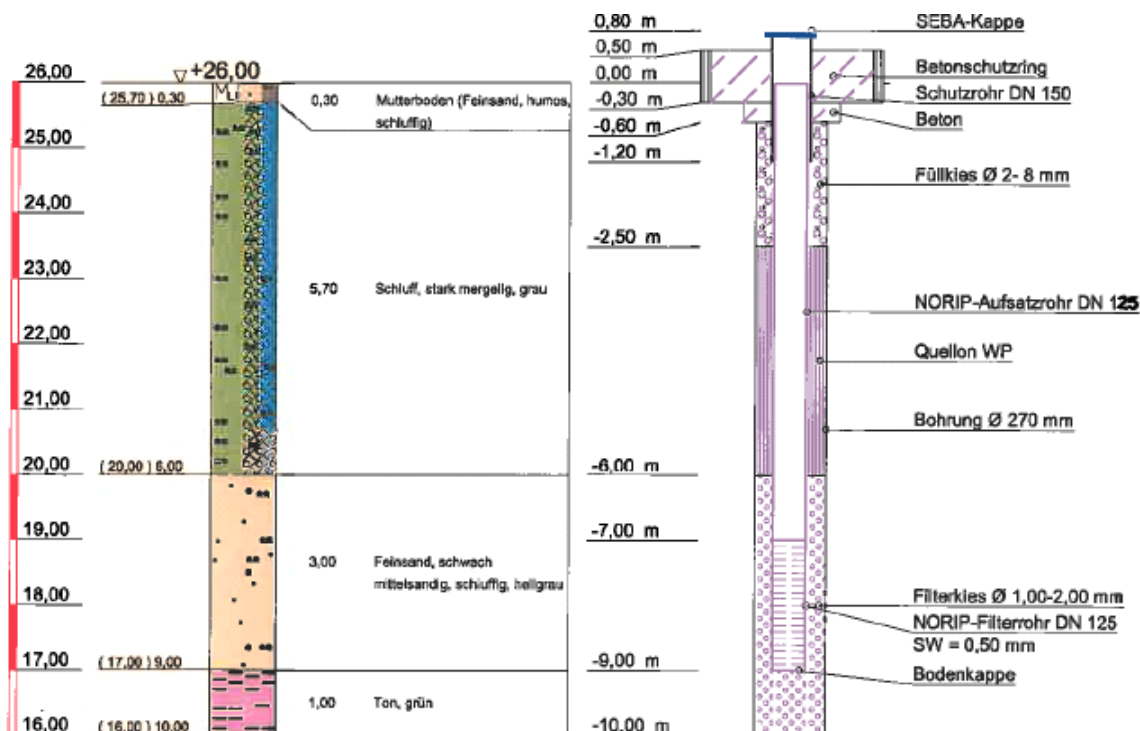 26,00
25,00
24,00
23,00
22,00
21,00
20,00
19,00
18,00
17,00
16,00
+26,00
( 25,70 ) 0,30
( 20,00 ) 6,00
( 17,00 ) 9,00
( 16,00 ) 10,00
0,30 Mutterboden (Feinsand, humos,
schluffig)
5,70 Schluff, stark mergelig, grau
3,00 Feinsand, schwach
mittelsandig, schluffig, hellgrau
1,00 Ton, grün
0,80 m
0,50 m
0,00 m
-0,30 m
-0,60 m
-1,20 m
-2,50 m
-6,00 m
-7,00 m
-9,00 m
-10,00 m
SEBA-Kappe
Betonschutzring
Schutzrohr DN 150
Beton
Füllkies Ø 2- 8 mm
NORIP-Aufsatzrohr DN 125
Quellon WP
Bohrung Ø 270 mm
Filterkies Ø 1,00-2,00 mm
NORIP-Filterrohr DN 125
SW = 0,50 mm
Bodenkappe